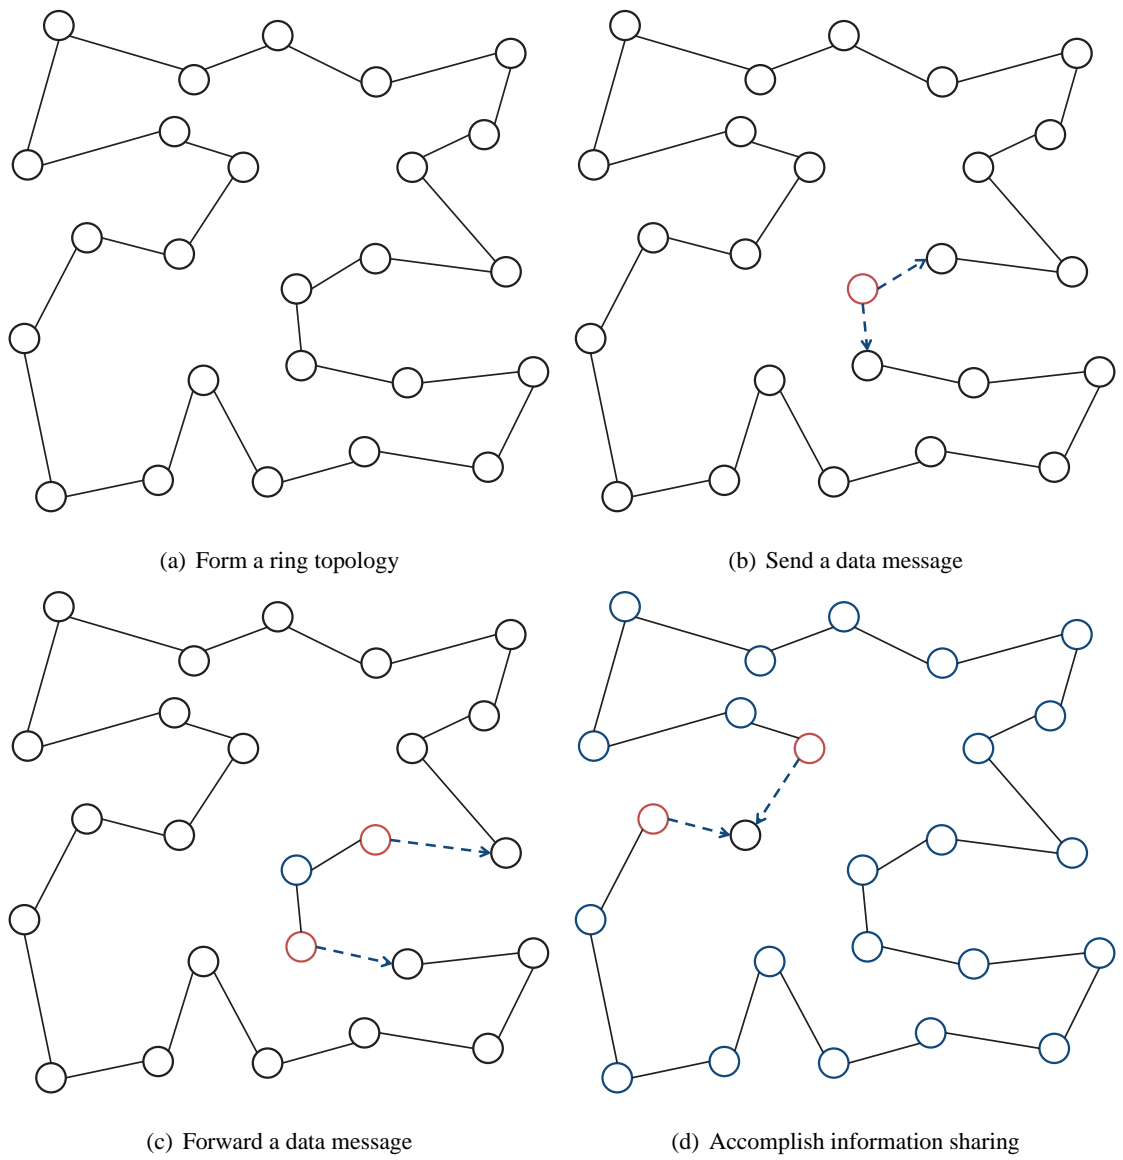 (a) Form a ring topology
(b) Send a data message
(c) Forward a data message
(d) Accomplish information sharing